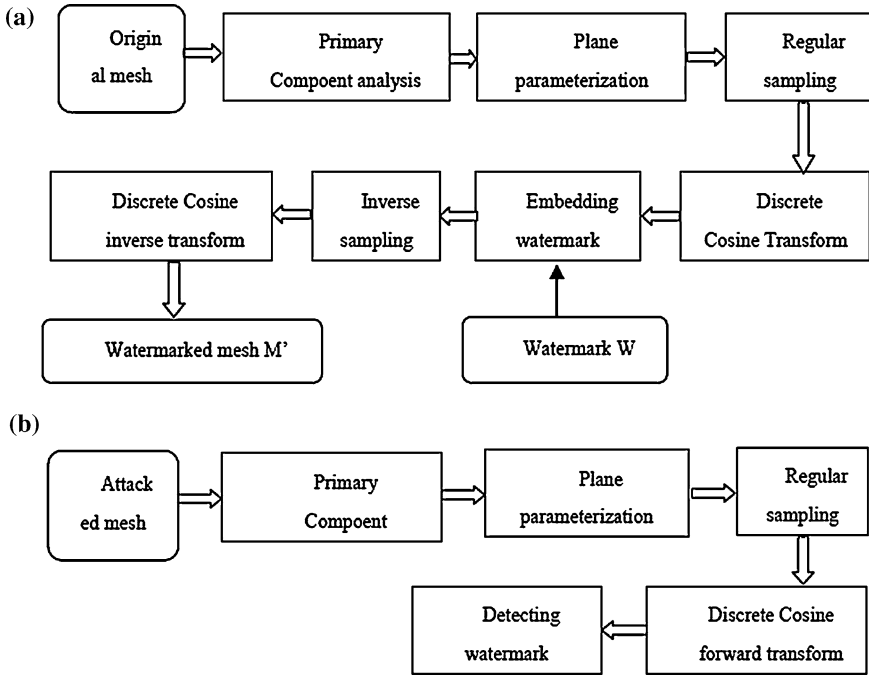 (a)
Origin
al mesh
Primary
Compoent analysis
Plane
parameterization
Regular
sampling
Discrete Cosine
inverse transform
Inverse
sampling
Embedding
watermark
Discrete
Cosine Transform
Watermarked mesh M’
Watermark W
(b)
Attack
ed mesh
Primary
Compoent
Plane
parameterization
Regular
sampling
Detecting
watermark
Discrete Cosine
forward transform